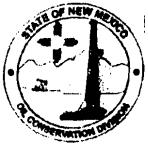 STATE OF NEW MEXICO
OIL CONSERVATION DIVISION